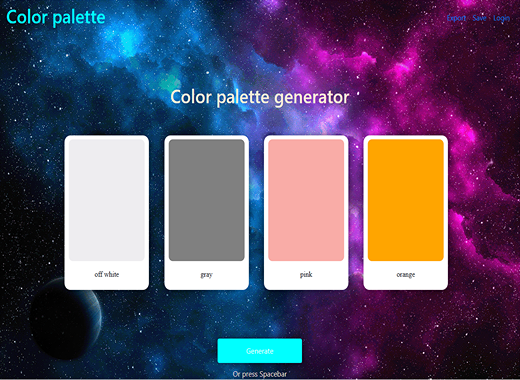 Color palette
Export Save Login
Color palette generator
off white
gray
pink
orange
Generate
Or press Spacebar